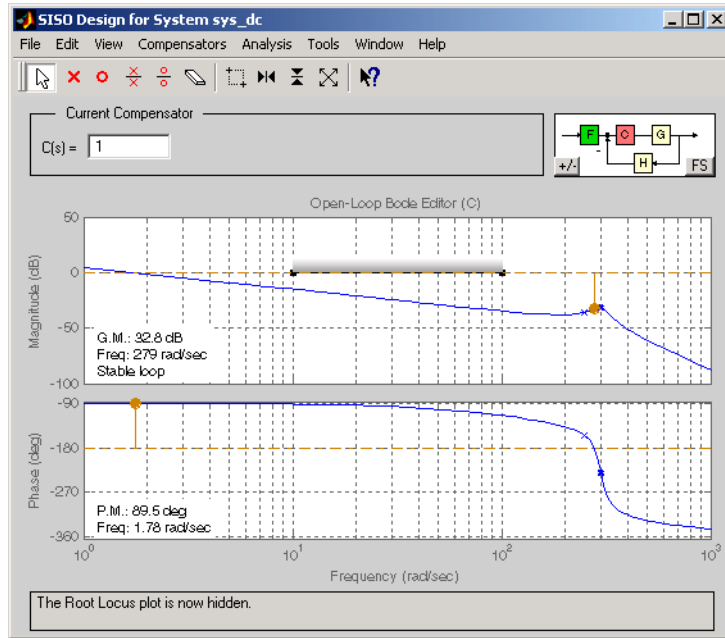 SISO Design for System sys_dc
File Edit View Compensators Analysis Tools Window Help
Current Compensator
C(s) = 1
F C G
H
+/- FS
Open-Loop Bode Editor (C)
Magnitude (dB)
50
0
-50
-100
G.M.: 32.8 dB
Freq: 279 rad/sec
Stable loop
Phase (deg)
-90
-180
-270
-360
P.M.: 89.5 deg
Freq: 1.78 rad/sec
10^0 10^1 10^2 10^3
Frequency (rad/sec)
The Root Locus plot is now hidden.